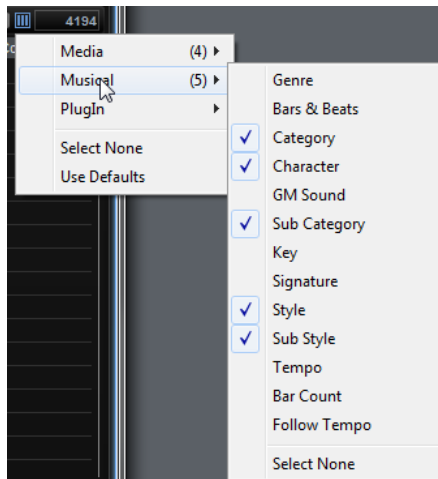 4194
Media (4)
Musical (5)
PlugIn
Select None
Use Defaults
Genre
Bars & Beats
Category
Character
GM Sound
Sub Category
Key
Signature
Style
Sub Style
Tempo
Bar Count
Follow Tempo
Select None